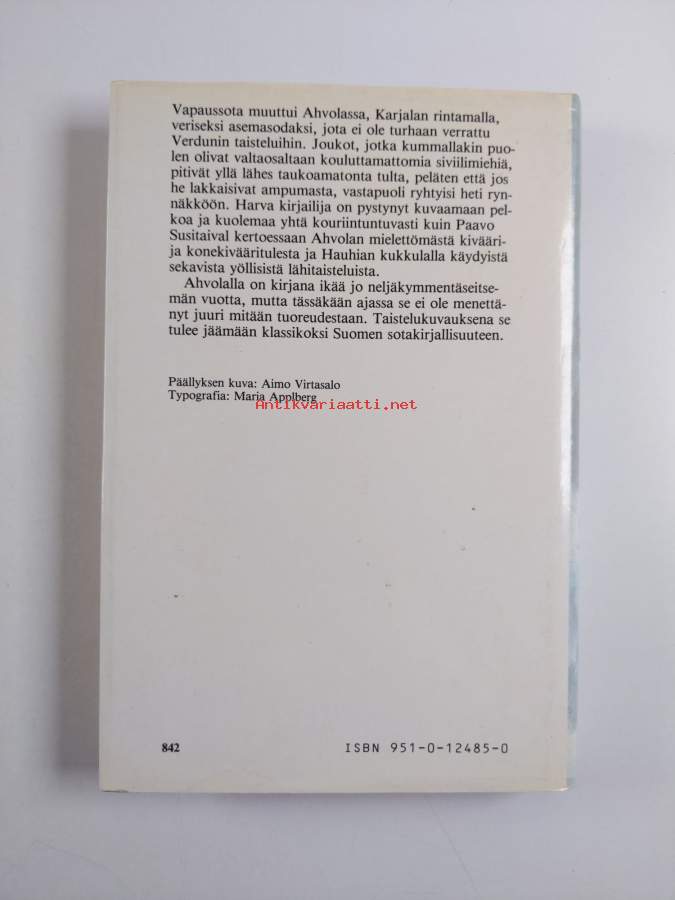 Vapaussota muuttui Ahvolassa, Karjalan rintamalla,
veriseksi asemasodaksi, jota ei ole turhaan verrattu
Verdunin taisteluihin. Joukot, jotka kummallakin puo-
len olivat valtaosaltaan kouluttamattomia siviilimiehiä,
pitivät yllä lähes taukoamatonta tulta, peläten että jos
he lakkaisivat ampumasta, vastapuoli ryhtyisi heti ryn-
näkköön. Harva kirjailija on pystynyt kuvaamaan pel-
koa ja kuolemaa yhtä kouriintuntuvasti kuin Paavo
Susitaival kertoessaan Ahvolan mielettömästä kivääri-
ja konekivääritulesta ja Hauhian kukkulalla käydyistä
sekavista yöllisistä lähitaisteluista.
Ahvolalla on kirjana ikää jo neljäkymmentäseitse-
män vuotta, mutta tässäkään ajassa se ei ole menettä-
nyt juuri mitään tuoreudestaan. Taistelukuvauksena se
tulee jäämään klassikoksi Suomen sotakirjallisuuteen.
Päällyksen kuva: Aimo Virtasalo
Typografia: Marja Applberg
Antikvariaatti.net
842 ISBN 951-0-12485-0